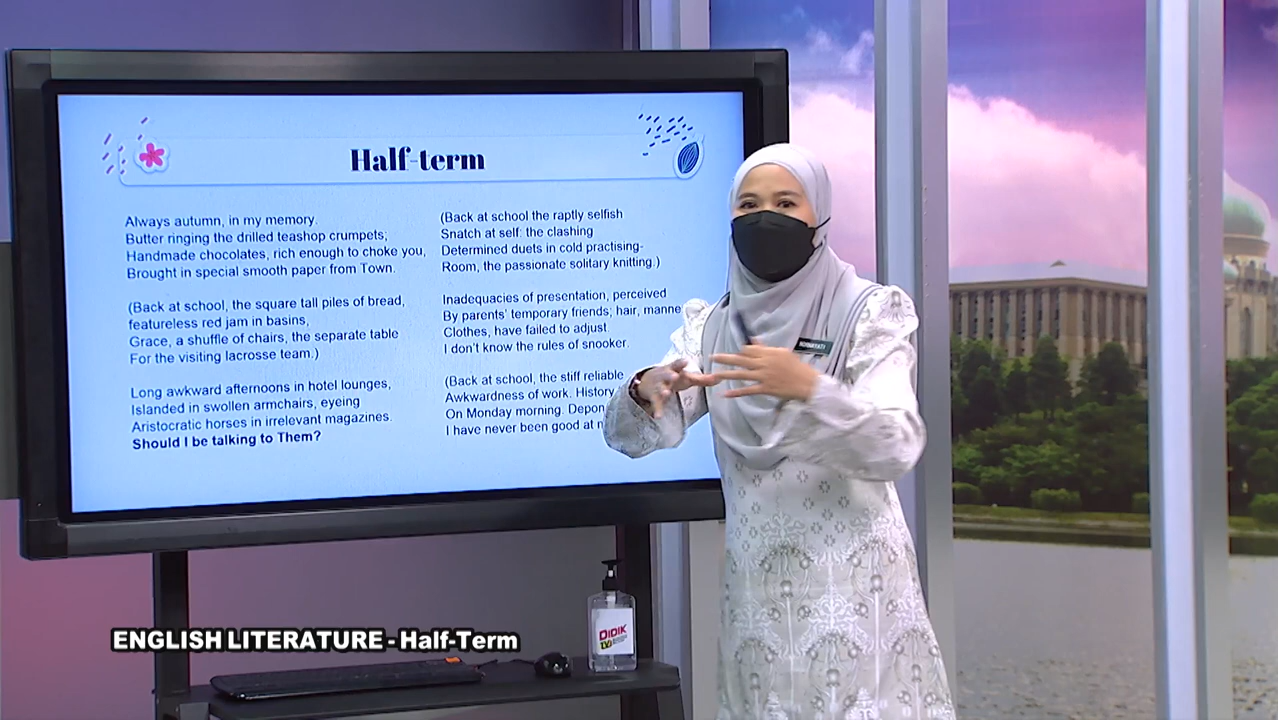 Half-term
Always autumn, in my memory.
Butter ringing the drilled teashop crumpets;
Handmade chocolates, rich enough to choke you,
Brought in special smooth paper from Town.
(Back at school, the square tall piles of bread,
featureless red jam in basins,
Grace, a shuffle of chairs, the separate table
For the visiting lacrosse team.)
Long awkward afternoons in hotel lounges,
Islanded in swollen armchairs, eyeing
Aristocratic horses in irrelevant magazines.
Should I be talking to Them?
(Back at school the raptly selfish
Snatch at self: the clashing
Determined duets in cold practising-
Room, the passionate solitary knitting.)
Inadequacies of presentation, perceived
By parents' temporary friends; hair, manne
Clothes, have failed to adjust.
I don't know the rules of snooker.
(Back at school, the stiff reliable
Awkwardness of work. History
On Monday morning. Depon
I have never been good at
DIDIK
TV
ENGLISH LITERATURE - Half-Term